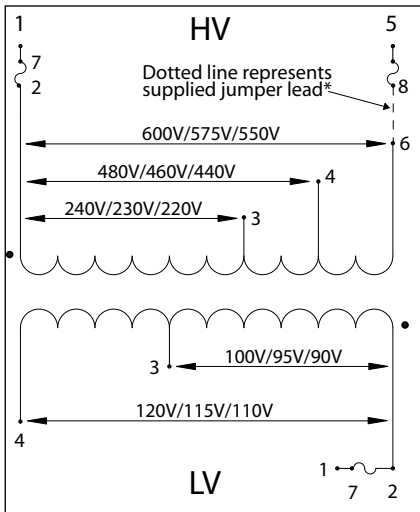 1 HV 5
7
2
8
Dotted line represents
supplied jumper lead*
600V/575V/550V
6
480V/460V/440V
4
240V/230V/220V
3
3
100V/95V/90V
120V/115V/110V
4
1
7 2
LV